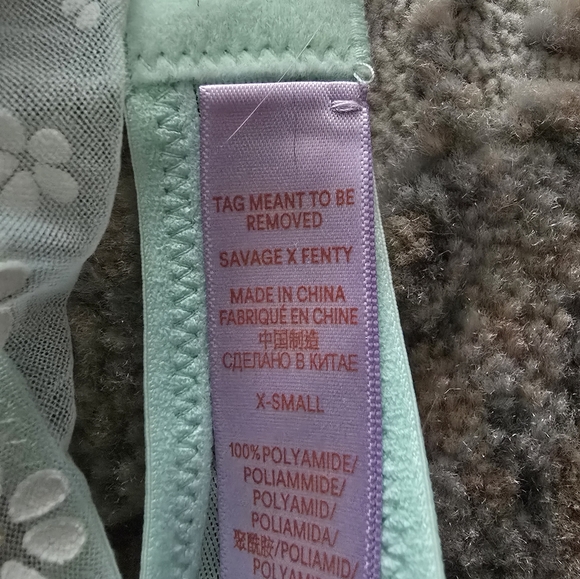 TAG MEANT TO BE
REMOVED
SAVAGE X FENTY
MADE IN CHINA
FABRIQUÉ EN CHINE
中国制造
СДЕЛАНО В КИТАЕ
X-SMALL
100% POLYAMIDE/
POLIAMMIDE/
POLYAMID/
POLIAMIDA/
聚酰胺/POLIAMID/
ПОЛИАМИД